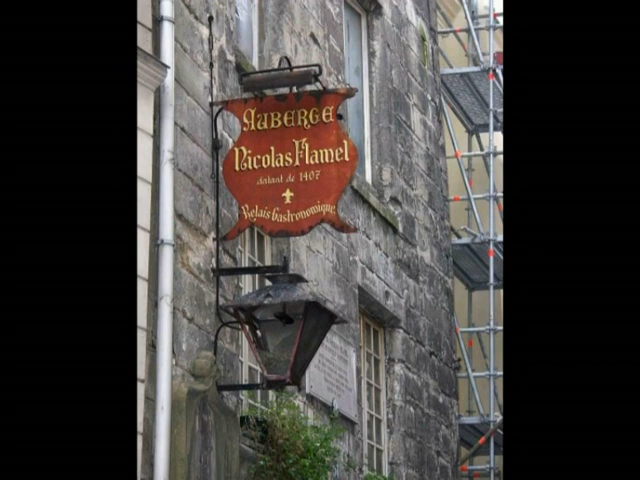 AUBERGE
Nicolas Flamel
datant de 1407
Relais Gastronomique